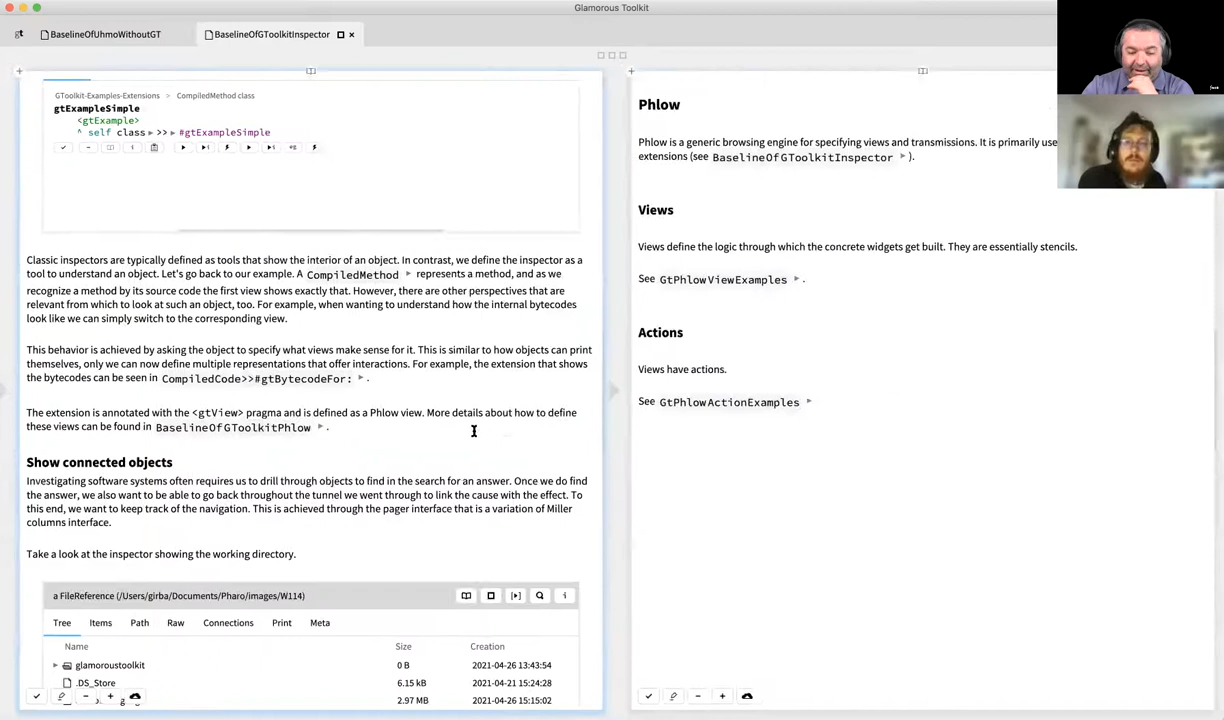 Glamorous Toolkit
BaselineOfUhmoWithoutGT
BaselineOfGToolkitInspector
GToolkit-Examples-Extensions > CompiledMethod class
gtExampleSimple
<gtExample>
^ self class ▸ >> ▸ #gtExampleSimple
Classic inspectors are typically defined as tools that show the interior of an object. In contrast, we define the inspector as a
tool to understand an object. Let's go back to our example. A CompiledMethod ▸ represents a method, and as we
recognize a method by its source code the first view shows exactly that. However, there are other perspectives that are
relevant from which to look at such an object, too. For example, when wanting to understand how the internal bytecodes
look like we can simply switch to the corresponding view.
This behavior is achieved by asking the object to specify what views make sense for it. This is similar to how objects can print
themselves, only we can now define multiple representations that offer interactions. For example, the extension that shows
the bytecodes can be seen in CompiledCode>>#gtBytecodeFor: ▸ .
The extension is annotated with the <gtView> pragma and is defined as a Phlow view. More details about how to define
these views can be found in BaselineOfGToolkitPhlow ▸ .
Show connected objects
Investigating software systems often requires us to drill through objects to find in the search for an answer. Once we do find
the answer, we also want to be able to go back throughout the tunnel we went through to link the cause with the effect. To
this end, we want to keep track of the navigation. This is achieved through the pager interface that is a variation of Miller
columns interface.
Take a look at the inspector showing the working directory.
a FileReference (/Users/girba/Documents/Pharo/images/W114)
Tree Items Path Raw Connections Print Meta
Name Size Creation
glamoroustoolkit 0 B 2021-04-26 13:43:54
.DS_Store 6.15 kB 2021-04-21 15:24:28
2.97 MB 2021-04-26 15:15:02
Phlow
Phlow is a generic browsing engine for specifying views and transmissions. It is primarily use
extensions (see BaselineOfGToolkitInspector ▸ ).
Views
Views define the logic through which the concrete widgets get built. They are essentially stencils.
See GtPhlowViewExamples ▸ .
Actions
Views have actions.
See GtPhlowActionExamples ▸